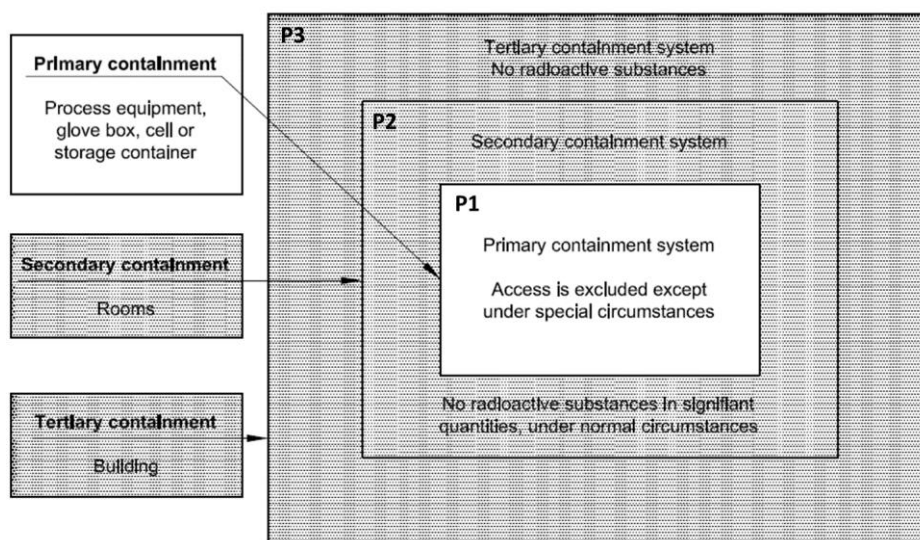 Primary containment
Process equipment,
glove box, cell or
storage container
Secondary containment
Rooms
Tertiary containment
Building
P3
Tertiary containment system
No radioactive substances
P2
Secondary containment system
P1
Primary containment system
Access is excluded except
under special circumstances
No radioactive substances in signifiant
quantities, under normal circumstances